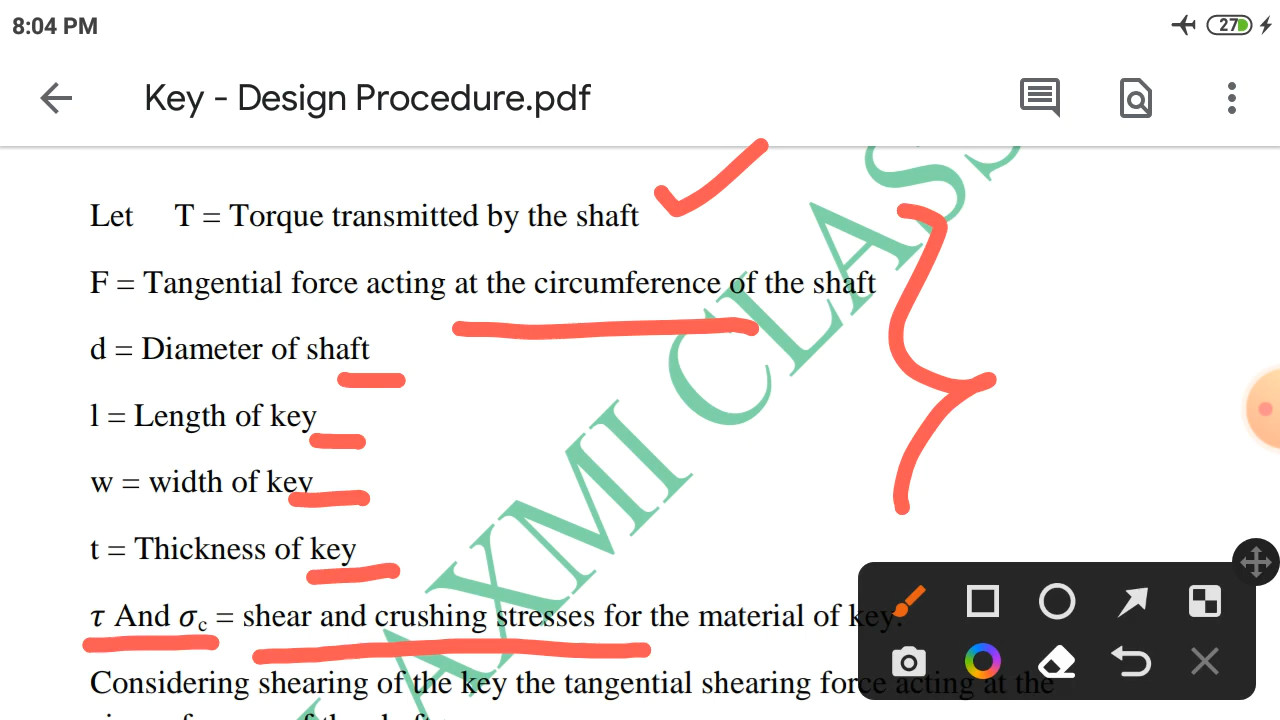 8:04 PM
27
Key - Design Procedure.pdf
Let T = Torque transmitted by the shaft
F = Tangential force acting at the circumference of the shaft
d = Diameter of shaft
l = Length of key
w = width of key
t = Thickness of key
τ And σc = shear and crushing stresses for the material of key.
Considering shearing of the key the tangential shearing force acting at the
AXMI CLASS